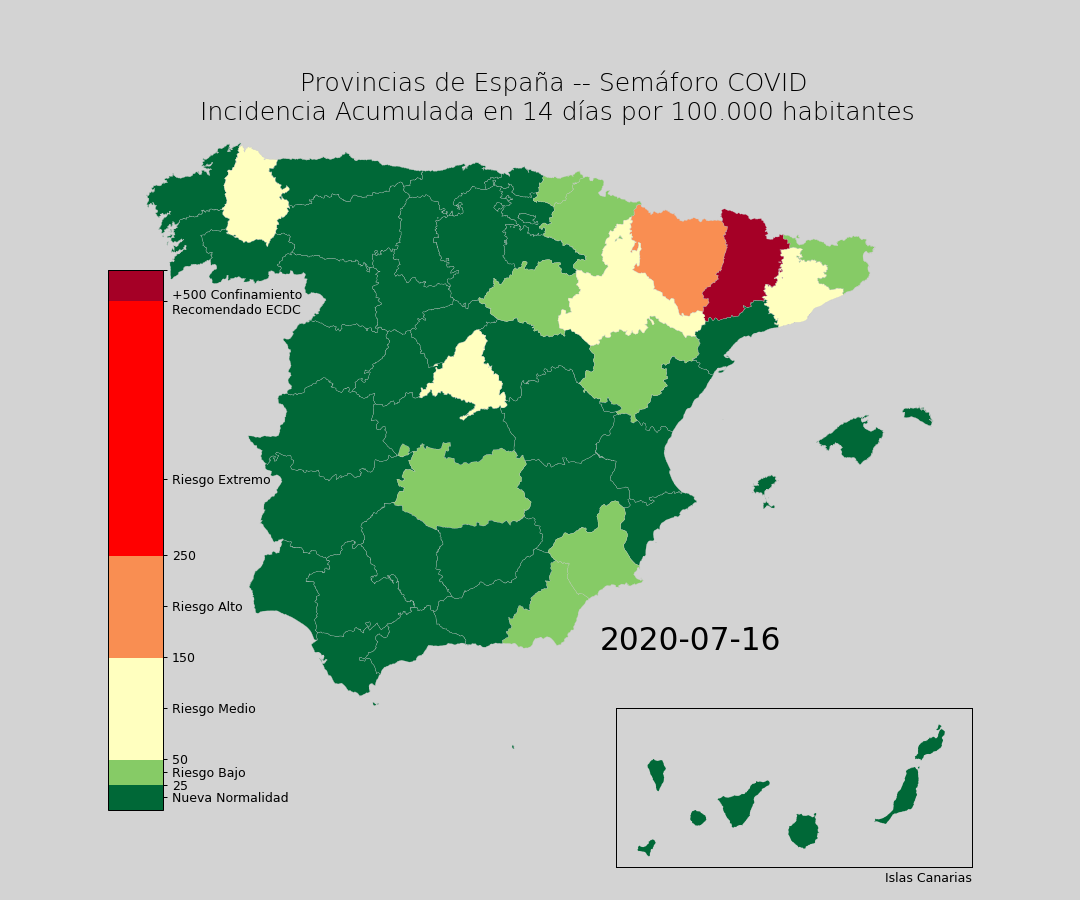 Provincias de España -- Semáforo COVID
Incidencia Acumulada en 14 días por 100.000 habitantes
+500 Confinamiento
Recomendado ECDC
Riesgo Extremo
250
Riesgo Alto
150
Riesgo Medio
50
Riesgo Bajo
25
Nueva Normalidad
2020-07-16
Islas Canarias